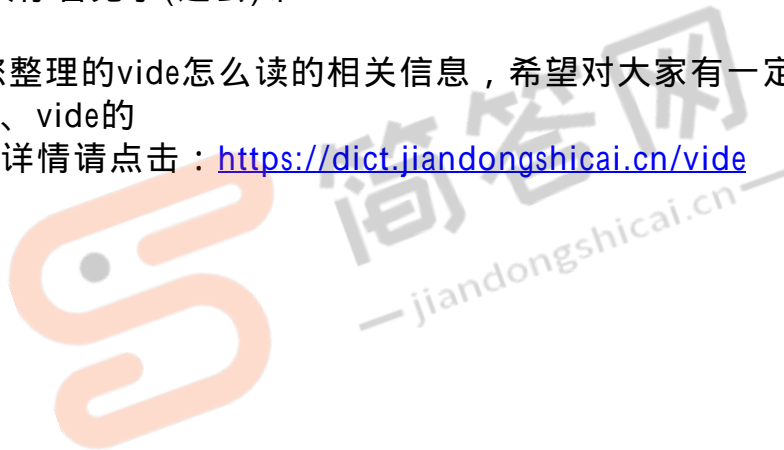 您整理的vide怎么读的相关信息，希望对大家有一定
、vide的
详情请点击：https://dict.jiandongshicai.cn/vide
简答网
jiandongshicai.cn